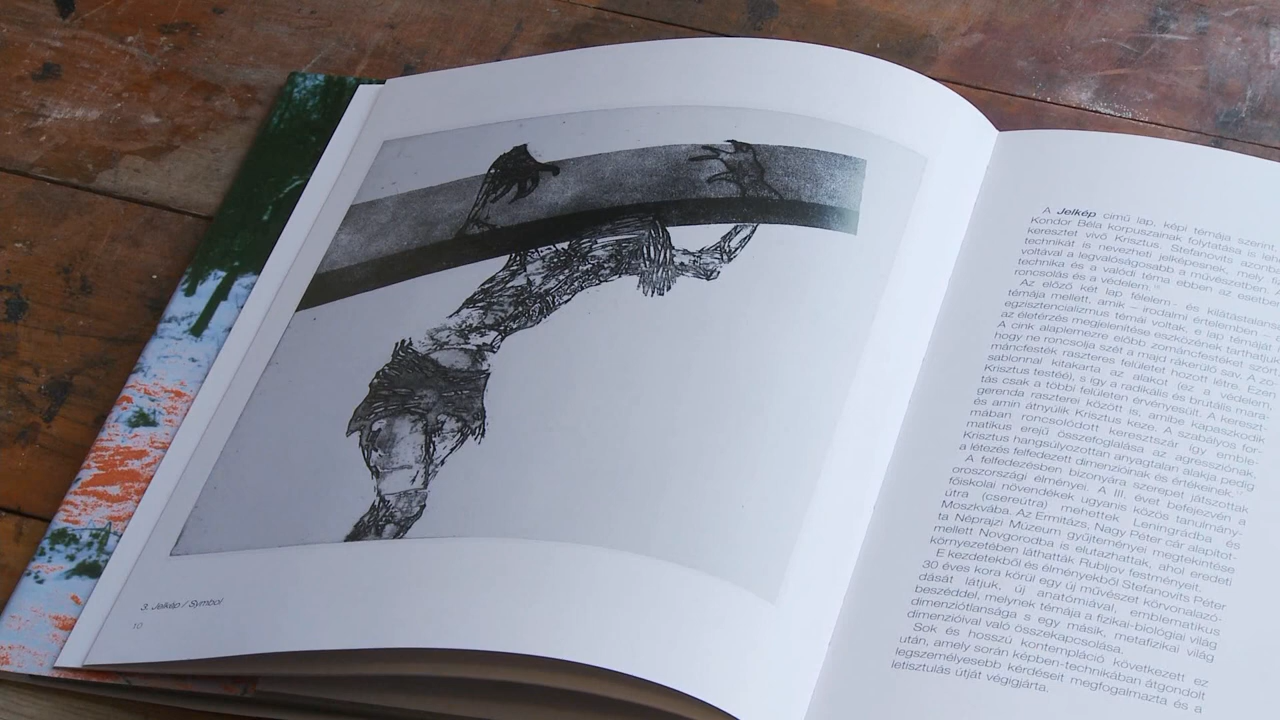 3. Jelkép / Symbol
10
A Jelkép című lap, képi témája szerint
Kondor Béla korpuszainak folytatása is leh
keresztet vivő Krisztus. Stefanovits azonb
technikát is nevezheti jelképesnek, mely
voltával a legvalóságosabb a művészetben,
technika és a valódi téma ebben az esetbe
roncsolás és a védelem.
Az előző két lap félelem- és kilátástalans
témája mellett, amik – irodalmi értelemben –
egzisztencializmus témái voltak, e lap témáját
az életérzés megjelenítése eszközének tarthatjuk
A cink alaplemezre előbb zománcfestéket szórt
hogy ne roncsolja szét a majd rákerülő sav. A zo-
máncfesték raszteres felületet hozott létre. Ezen
sablonnal kitakarta az alakot (ez a védelem,
Krisztus testéé), s így a radikális és brutális mara-
tás csak a többi felületen érvényesült. A kereszt-
gerenda raszterei között is, amibe kapaszkodik
és amin átnyúlik Krisztus keze. A szabályos for-
mában roncsolódott keresztszár így emble-
matikus erejű összefoglalása az agressziónak,
Krisztus hangsúlyozottan anyagtalan alakja pedig
a létezés felfedezett dimenzióinak és értékeinek.
A felfedezésben bizonyára szerepet játszottak
oroszországi élményei. A III. évet befejezvén a
főiskolai növendékek ugyanis közös tanulmány-
útra (csereútra) mehettek Leningrádba és
Moszkvába. Az Ermitázs, Nagy Péter cár alapítot-
ta Néprajzi Múzeum gyűjteményei megtekintése
mellett Novgorodba is elutazhattak, ahol eredeti
környezetében láthatták Rubljov festményeit.
E kezdetekből és élményekből Stefanovits Péter
30 éves kora körül egy új művészet körvonalazó-
dását látjuk, új anatómiával, emblematikus
beszéddel, melynek témája a fizikai-biológiai világ
dimenziótlansága s egy másik, metafizikai világ
dimenzióival való összekapcsolása.
Sok és hosszú kontempláció következett ez
után, amely során képben-technikában átgondolt
legszemélyesebb kérdéseit megfogalmazta és a
letisztulás útját végigjárta.